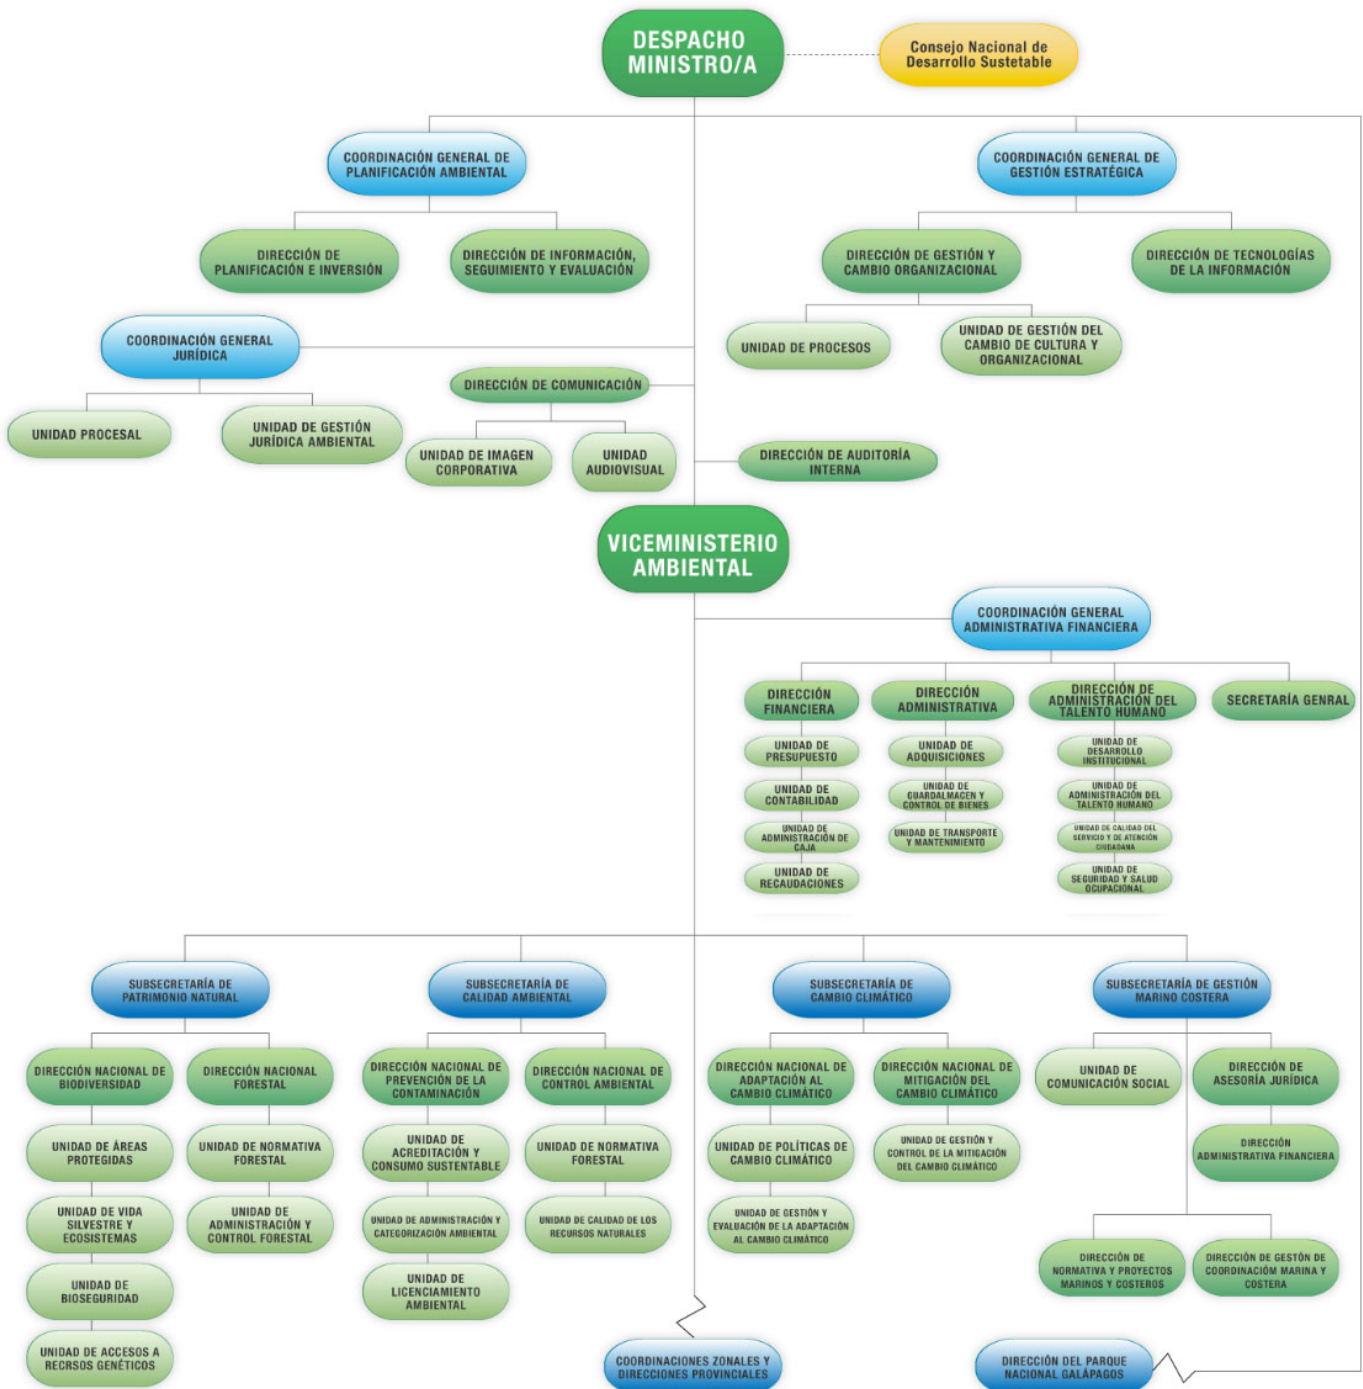 DESPACHO
MINISTRO/A
Consejo Nacional de
Desarrollo Sustetable
COORDINACIÓN GENERAL DE
PLANIFICACIÓN AMBIENTAL
COORDINACIÓN GENERAL DE
GESTIÓN ESTRATÉGICA
DIRECCIÓN DE
PLANIFICACIÓN E INVERSIÓN
DIRECCIÓN DE INFORMACIÓN,
SEGUIMIENTO Y EVALUACIÓN
DIRECCIÓN DE GESTIÓN Y
CAMBIO ORGANIZACIONAL
DIRECCIÓN DE TECNOLOGÍAS
DE LA INFORMACIÓN
COORDINACIÓN GENERAL
JURÍDICA
UNIDAD DE PROCESOS
UNIDAD DE GESTIÓN DEL
CAMBIO DE CULTURA Y
ORGANIZACIONAL
DIRECCIÓN DE COMUNICACIÓN
UNIDAD PROCESAL
UNIDAD DE GESTIÓN
JURÍDICA AMBIENTAL
UNIDAD DE IMAGEN
CORPORATIVA
UNIDAD
AUDIOVISUAL
DIRECCIÓN DE AUDITORÍA
INTERNA
VICEMINISTERIO
AMBIENTAL
COORDINACIÓN GENERAL
ADMINISTRATIVA FINANCIERA
DIRECCIÓN
FINANCIERA
DIRECCIÓN
ADMINISTRATIVA
DIRECCIÓN DE
ADMINISTRACIÓN DEL
TALENTO HUMANO
SECRETARÍA GENRAL
UNIDAD DE
PRESUPUESTO
UNIDAD DE
ADQUISICIONES
UNIDAD DE
DESARROLLO
INSTITUCIONAL
UNIDAD DE
CONTABILIDAD
UNIDAD DE
GUARDALMACEN Y
CONTROL DE BIENES
UNIDAD DE
ADMINISTRACIÓN DEL
TALENTO HUMANO
UNIDAD DE
ADMINISTRACIÓN DE
CAJA
UNIDAD DE TRANSPORTE
Y MANTENIMIENTO
UNIDAD DE CALIDAD DEL
SERVICIO Y DE ATENCIÓN
CIUDADANA
UNIDAD DE
RECAUDACIONES
UNIDAD DE
SEGURIDAD Y SALUD
OCUPACIONAL
SUBSECRETARÍA DE
PATRIMONIO NATURAL
SUBSECRETARÍA DE
CALIDAD AMBIENTAL
SUBSECRETARÍA DE
CAMBIO CLIMÁTICO
SUBSECRETARÍA DE GESTIÓN
MARINO COSTERA
DIRECCIÓN NACIONAL DE
BIODIVERSIDAD
DIRECCIÓN NACIONAL
FORESTAL
DIRECCIÓN NACIONAL DE
PREVENCIÓN DE LA
CONTAMINACIÓN
DIRECCIÓN NACIONAL DE
CONTROL AMBIENTAL
DIRECCIÓN NACIONAL DE
ADAPTACIÓN AL
CAMBIO CLIMÁTICO
DIRECCIÓN NACIONAL DE
MITIGACIÓN DEL
CAMBIO CLIMÁTICO
UNIDAD DE
COMUNICACIÓN SOCIAL
DIRECCIÓN DE
ASESORÍA JURÍDICA
UNIDAD DE ÁREAS
PROTEGIDAS
UNIDAD DE NORMATIVA
FORESTAL
UNIDAD DE
ACREDITACIÓN Y
CONSUMO SUSTENTABLE
UNIDAD DE NORMATIVA
FORESTAL
UNIDAD DE POLÍTICAS DE
CAMBIO CLIMÁTICO
UNIDAD DE GESTIÓN Y
CONTROL DE LA MITIGACIÓN
DEL CAMBIO CLIMÁTICO
DIRECCIÓN
ADMINISTRATIVA FINANCIERA
UNIDAD DE VIDA
SILVESTRE Y
ECOSISTEMAS
UNIDAD DE
ADMINISTRACIÓN Y
CONTROL FORESTAL
UNIDAD DE ADMINISTRACIÓN Y
CATEGORIZACIÓN AMBIENTAL
UNIDAD DE CALIDAD DE LOS
RECURSOS NATURALES
UNIDAD DE GESTIÓN Y
EVALUACIÓN DE LA ADAPTACIÓN
AL CAMBIO CLIMÁTICO
UNIDAD DE
BIOSEGURIDAD
UNIDAD DE
LICENCIAMIENTO
AMBIENTAL
DIRECCIÓN DE
NORMATIVA Y PROYECTOS
MARINOS Y COSTEROS
DIRECCIÓN DE GESTÓN DE
COORDINACIÓM MARINA Y
COSTERA
UNIDAD DE ACCESOS A
RECRSOS GENÉTICOS
COORDINACIONES ZONALES Y
DIRECCIONES PROVINCIALES
DIRECCIÓN DEL PARQUE
NACIONAL GALÁPAGOS